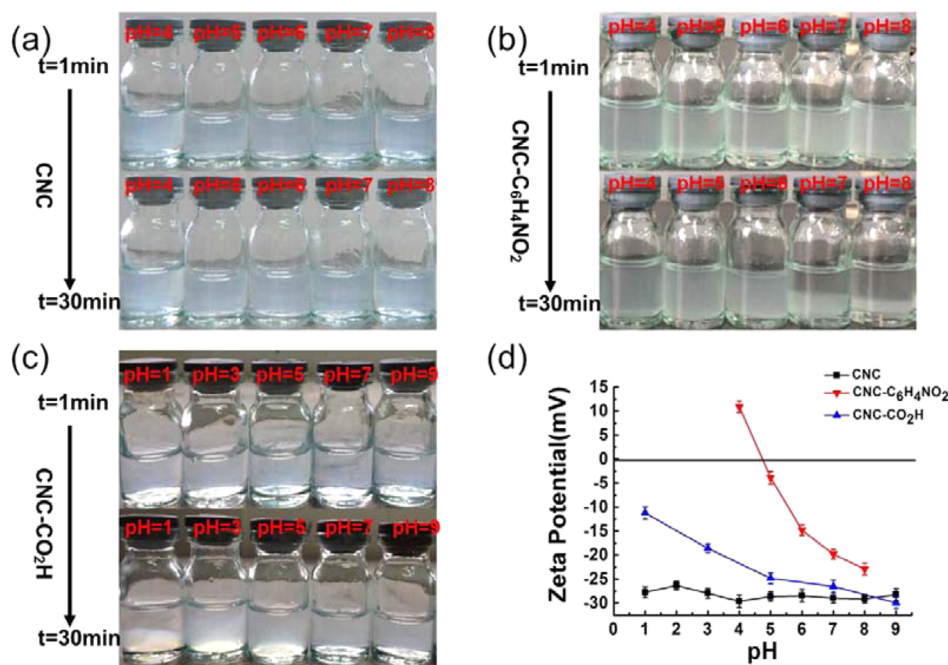 (a)
pH=4 pH=5 pH=6 pH=7 pH=8
t=1min
CNC
pH=4 pH=5 pH=6 pH=7 pH=8
t=30min
(b)
pH=4 pH=5 pH=6 pH=7 pH=8
t=1min
CNC-C₆H₄NO₂
pH=4 pH=5 pH=6 pH=7 pH=8
t=30min
(c)
pH=1 pH=3 pH=5 pH=7 pH=9
t=1min
CNC-CO₂H
pH=1 pH=3 pH=5 pH=7 pH=9
t=30min
(d)
CNC
CNC-C₆H₄NO₂
CNC-CO₂H
Zeta Potential(mV)
15
10
5
0
-5
-10
-15
-20
-25
-30
0 1 2 3 4 5 6 7 8 9
pH